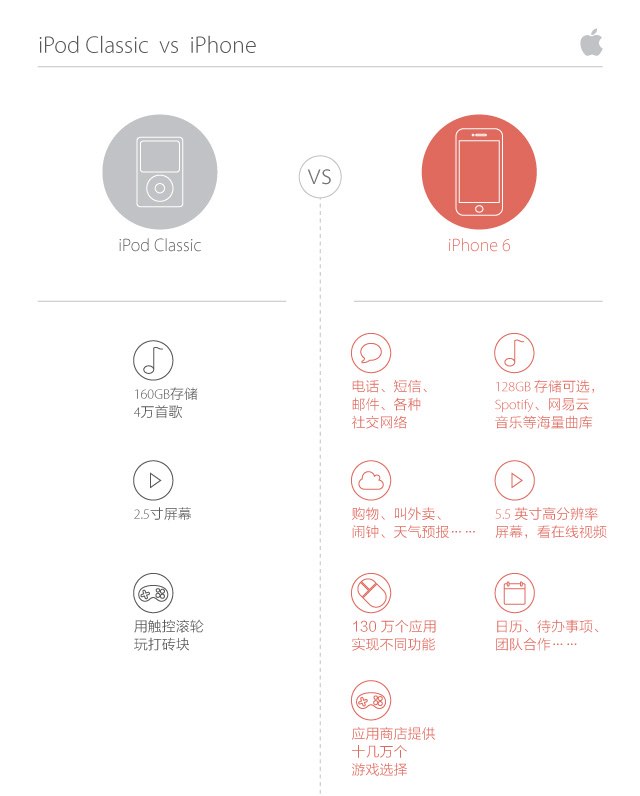 iPod Classic vs iPhone
VS
iPod Classic
iPhone 6
160GB存储
4万首歌
2.5寸屏幕
用触控滚轮
玩打砖块
电话、短信、
邮件、各种
社交网络
128GB 存储可选，
Spotify、网易云
音乐等海量曲库
购物、叫外卖、
闹钟、天气预报……
5.5 英寸高分辨率
屏幕，看在线视频
130 万个应用
实现不同功能
日历、待办事项、
团队合作……
应用商店提供
十几万个
游戏选择